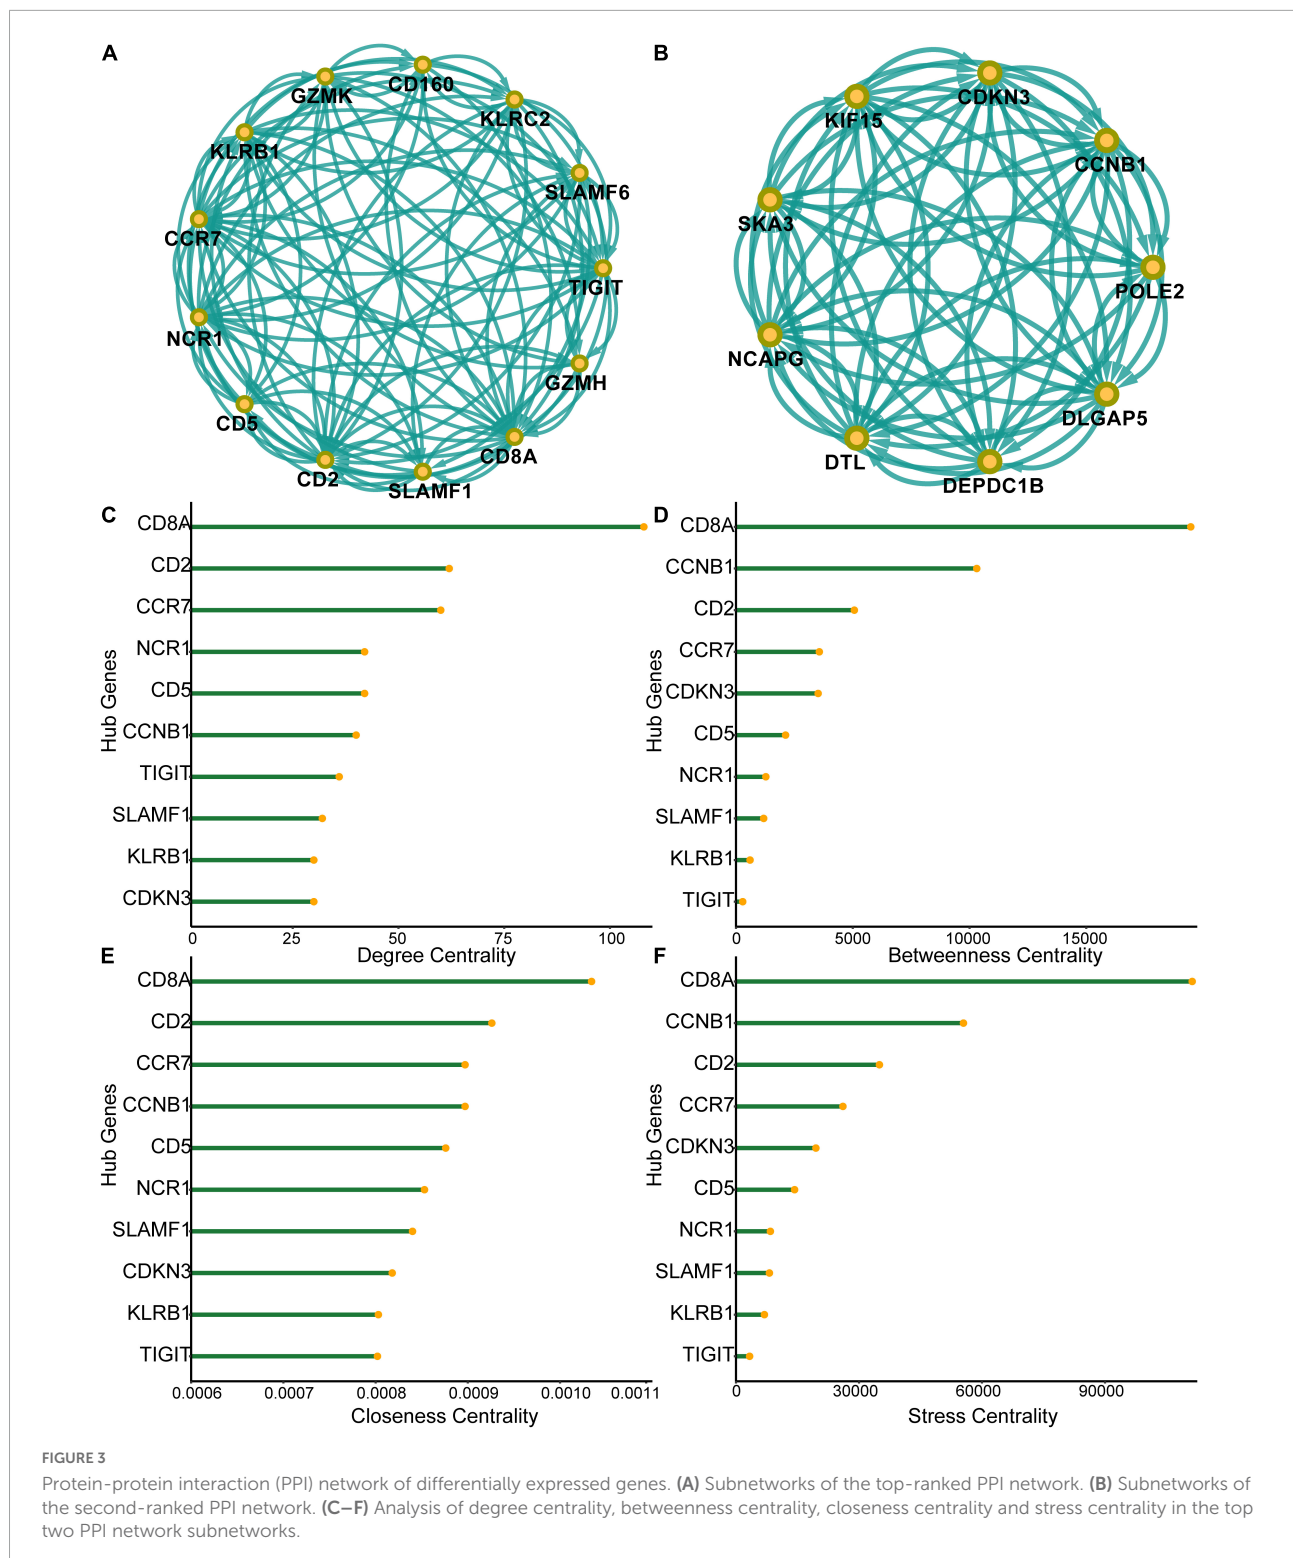 A
GZMK
CD160
KLRC2
KLRB1
SLAMF6
CCR7
TIGIT
NCR1
GZMH
CD5
CD8A
CD2
SLAMF1
B
CDKN3
KIF15
CCNB1
SKA3
POLE2
NCAPG
DLGAP5
DTL
DEPDC1B
C
Hub Genes
CD8A
CD2
CCR7
NCR1
CD5
CCNB1
TIGIT
SLAMF1
KLRB1
CDKN3
0 25 50 75 100
Degree Centrality
D
Hub Genes
CD8A
CCNB1
CD2
CCR7
CDKN3
CD5
NCR1
SLAMF1
KLRB1
TIGIT
0 5000 10000 15000
Betweenness Centrality
E
Hub Genes
CD8A
CD2
CCR7
CCNB1
CD5
NCR1
SLAMF1
CDKN3
KLRB1
TIGIT
0.0006 0.0007 0.0008 0.0009 0.0010 0.0011
Closeness Centrality
F
Hub Genes
CD8A
CCNB1
CD2
CCR7
CDKN3
CD5
NCR1
SLAMF1
KLRB1
TIGIT
0 30000 60000 90000
Stress Centrality
FIGURE 3
Protein-protein interaction (PPI) network of differentially expressed genes. (A) Subnetworks of the top-ranked PPI network. (B) Subnetworks of
the second-ranked PPI network. (C–F) Analysis of degree centrality, betweenness centrality, closeness centrality and stress centrality in the top
two PPI network subnetworks.